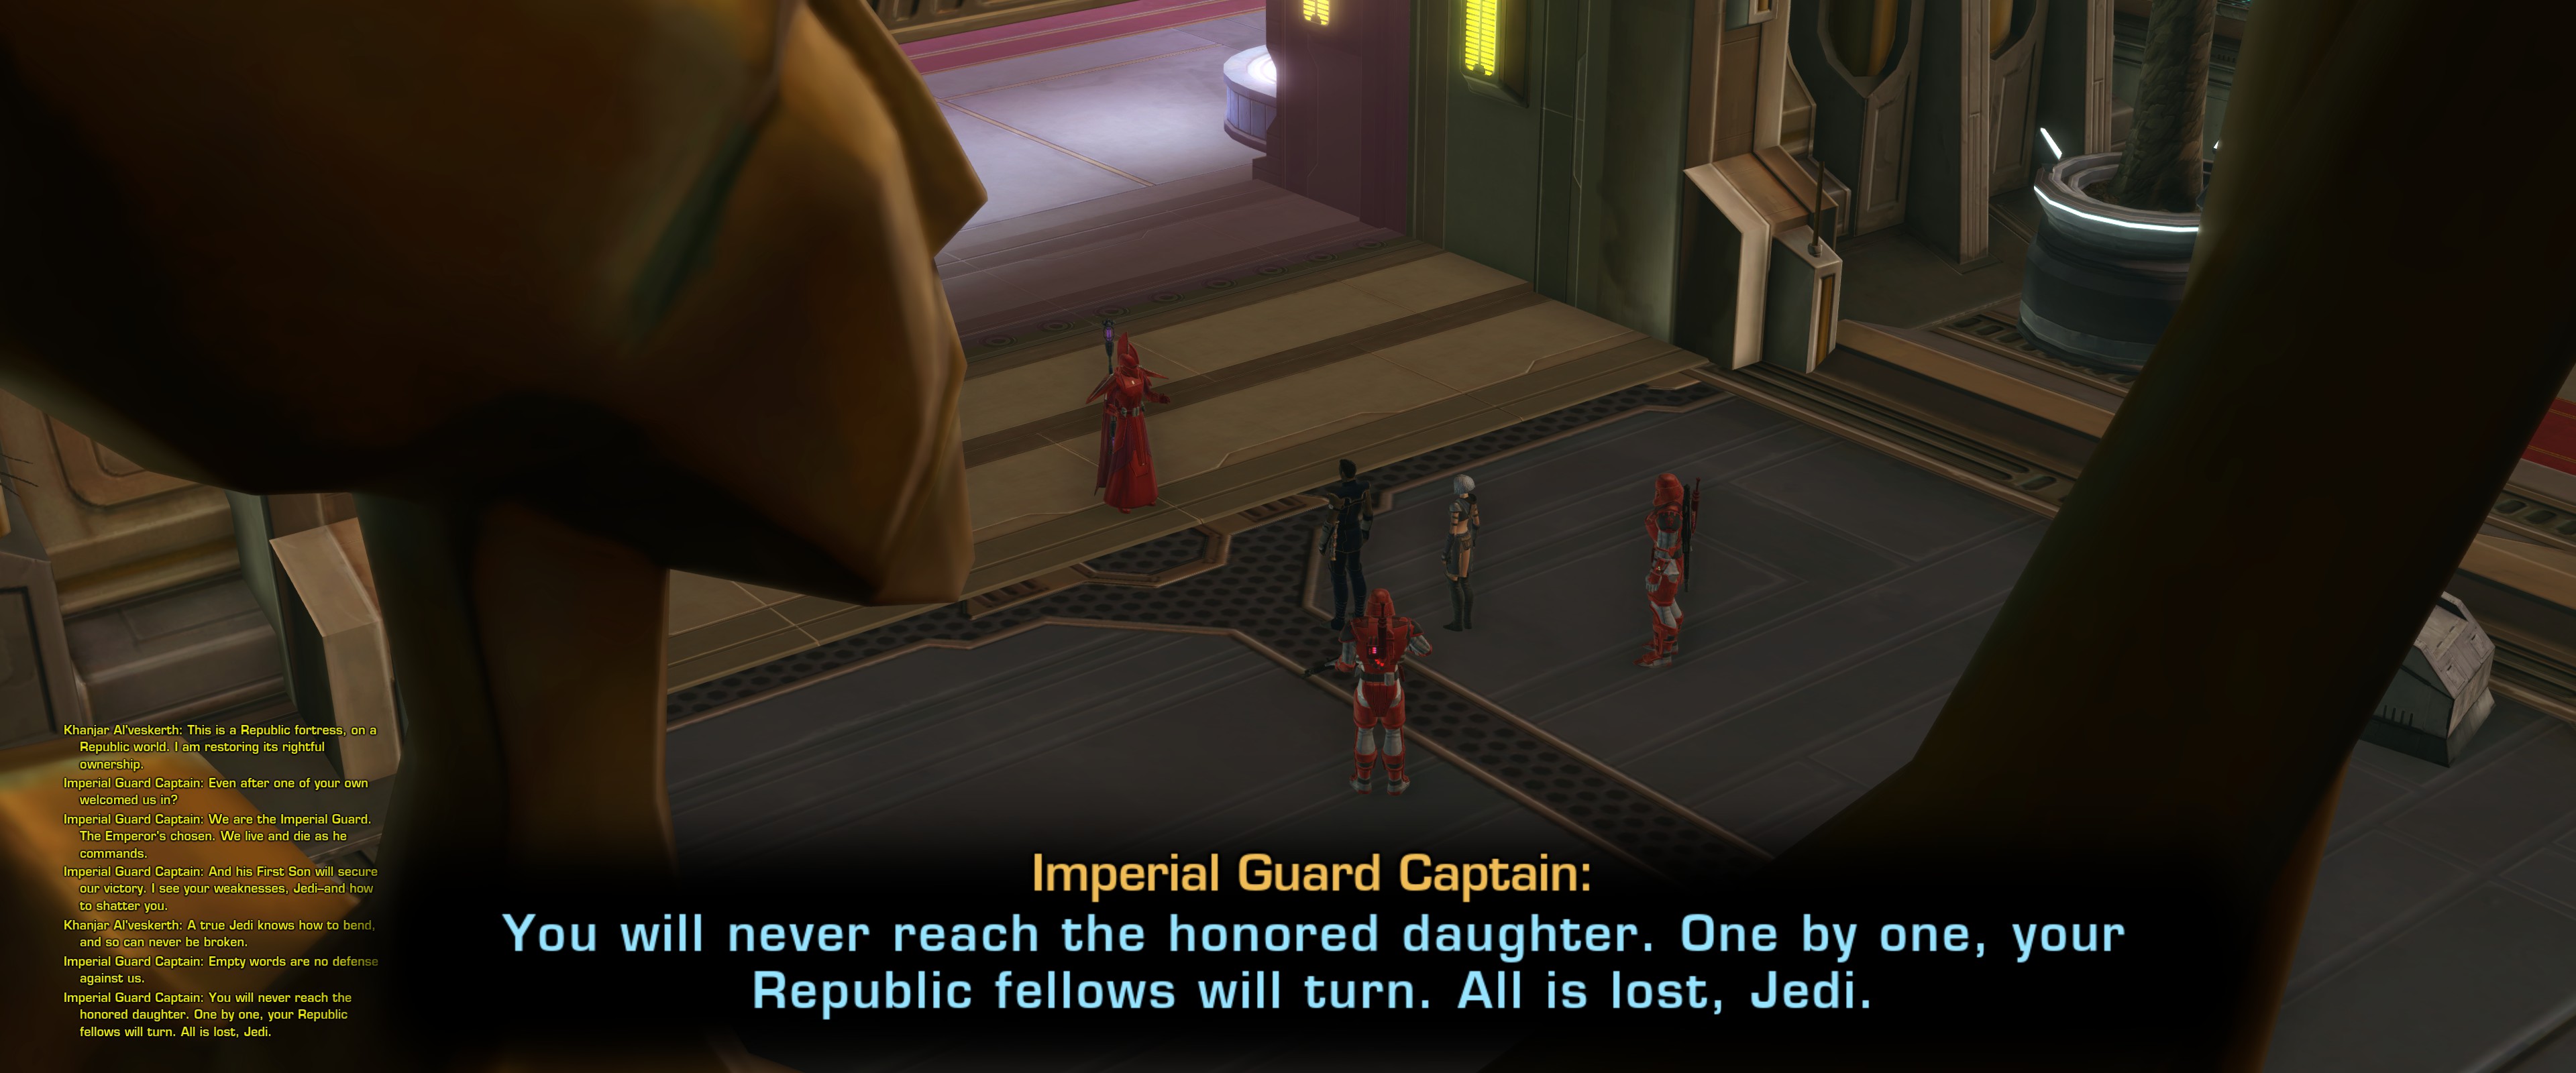 Khanjar Al'veskerth: This is a Republic fortress, on a
Republic world. I am restoring its rightful
ownership.
Imperial Guard Captain: Even after one of your own
welcomed us in?
Imperial Guard Captain: We are the Imperial Guard.
The Emperor's chosen. We live and die as he
commands.
Imperial Guard Captain: And his First Son will secure
our victory. I see your weaknesses, Jedi–and how
to shatter you.
Khanjar Al'veskerth: A true Jedi knows how to bend,
and so can never be broken.
Imperial Guard Captain: Empty words are no defense
against us.
Imperial Guard Captain: You will never reach the
honored daughter. One by one, your Republic
fellows will turn. All is lost, Jedi.
Imperial Guard Captain:
You will never reach the honored daughter. One by one, your
Republic fellows will turn. All is lost, Jedi.